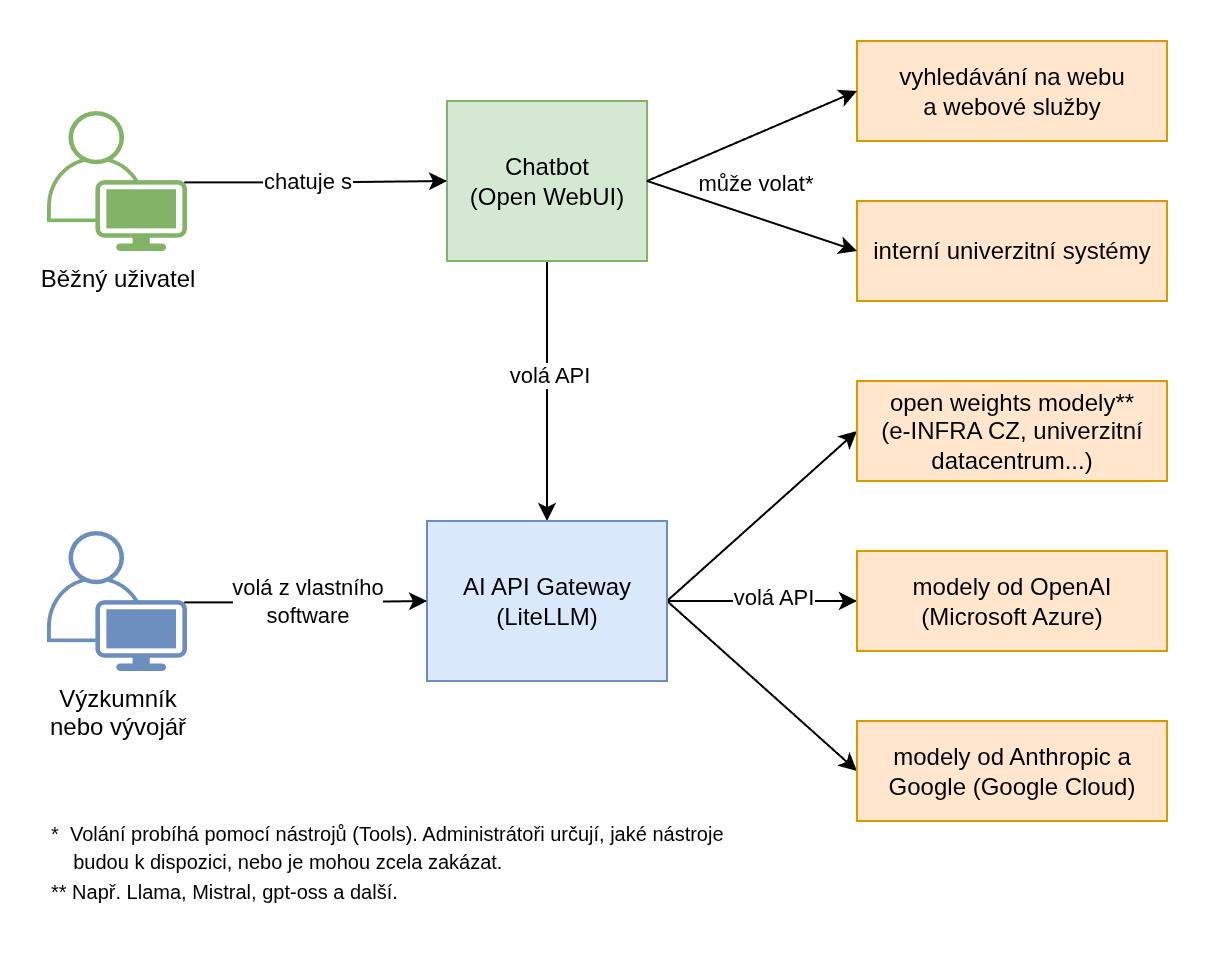 vyhledávání na webu
a webové služby
Chatbot
(Open WebUI)
chatuje s
může volat*
interní univerzitní systémy
Běžný uživatel
volá API
open weights modely**
(e-INFRA CZ, univerzitní
datacentrum...)
AI API Gateway
(LiteLLM)
volá z vlastního
software
volá API
modely od OpenAI
(Microsoft Azure)
Výzkumník
nebo vývojář
modely od Anthropic a
Google (Google Cloud)
* Volání probíhá pomocí nástrojů (Tools). Administrátoři určují, jaké nástroje
budou k dispozici, nebo je mohou zcela zakázat.
** Např. Llama, Mistral, gpt-oss a další.